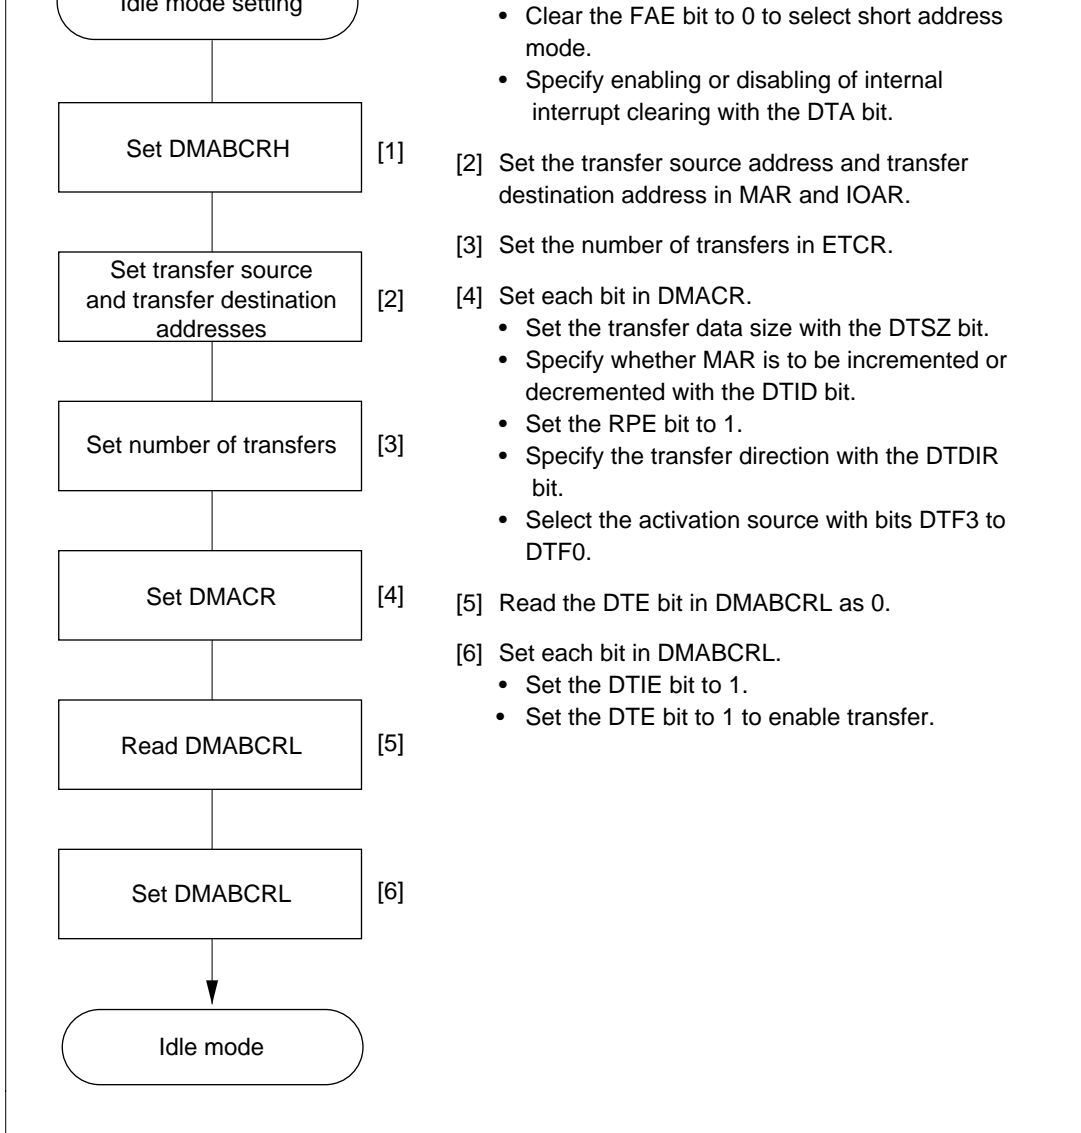 Idle mode setting
Set DMABCRH
[1]
Set transfer source
and transfer destination
addresses
[2]
Set number of transfers
[3]
Set DMACR
[4]
Read DMABCRL
[5]
Set DMABCRL
[6]
Idle mode
• Clear the FAE bit to 0 to select short address
mode.
• Specify enabling or disabling of internal
interrupt clearing with the DTA bit.
[2] Set the transfer source address and transfer
destination address in MAR and IOAR.
[3] Set the number of transfers in ETCR.
[4] Set each bit in DMACR.
• Set the transfer data size with the DTSZ bit.
• Specify whether MAR is to be incremented or
decremented with the DTID bit.
• Set the RPE bit to 1.
• Specify the transfer direction with the DTDIR
bit.
• Select the activation source with bits DTF3 to
DTF0.
[5] Read the DTE bit in DMABCRL as 0.
[6] Set each bit in DMABCRL.
• Set the DTIE bit to 1.
• Set the DTE bit to 1 to enable transfer.